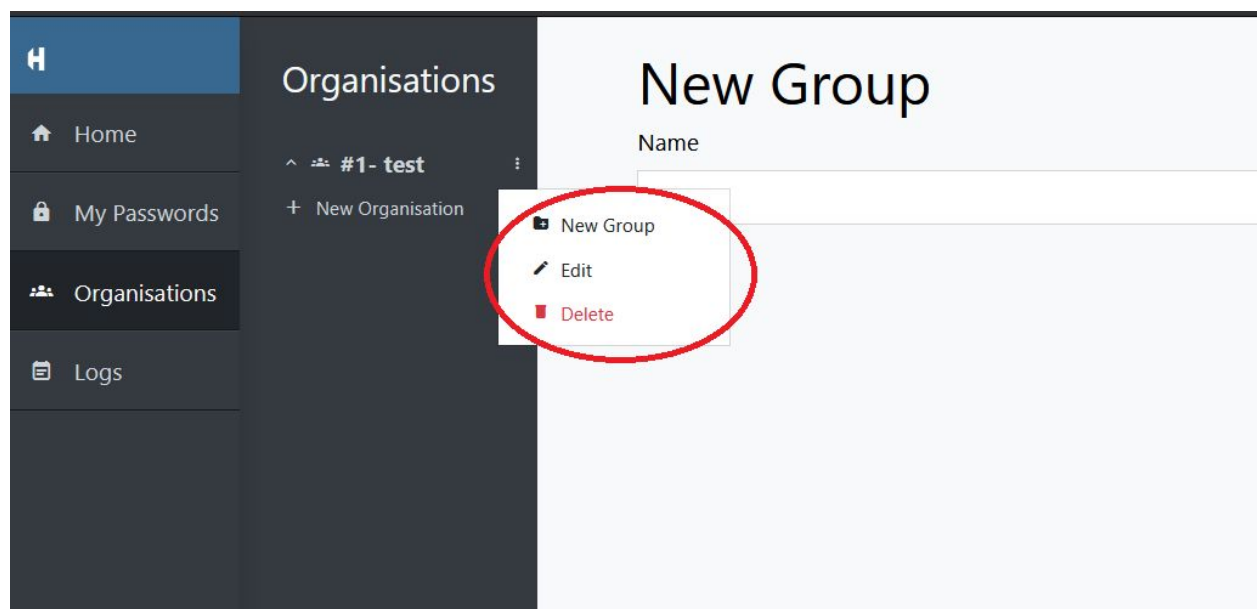 H
Home
My Passwords
Organisations
Logs
Organisations
#1- test
+ New Organisation
New Group
Edit
Delete
New Group
Name